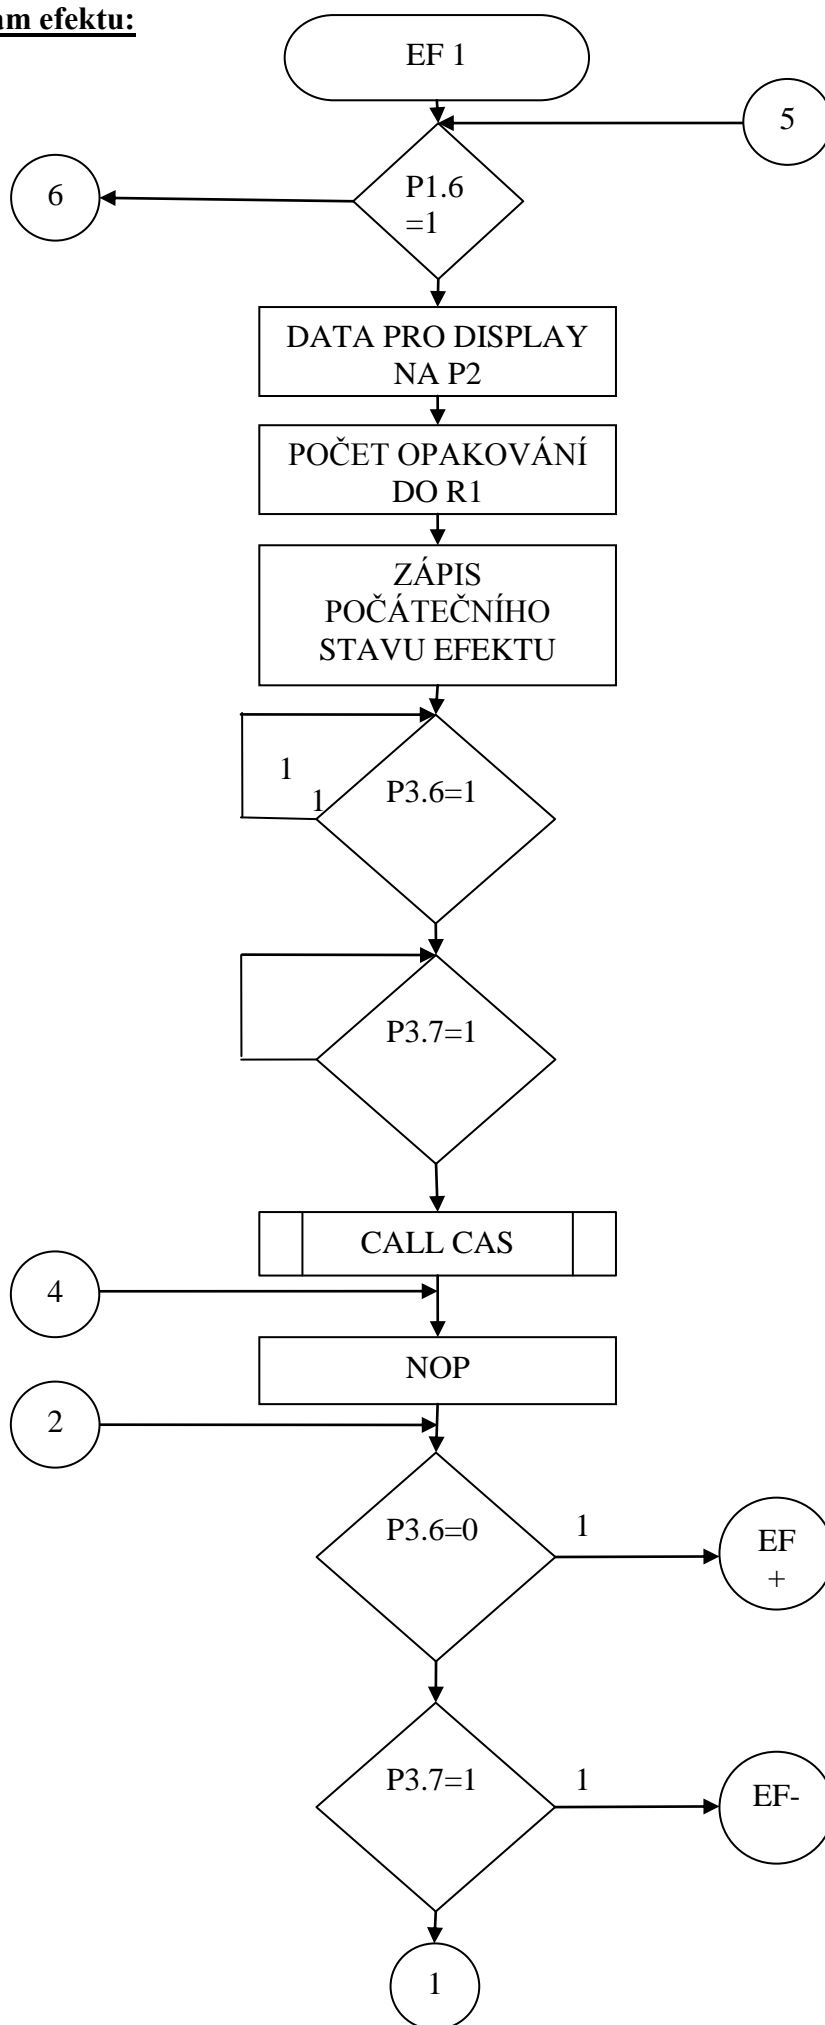 am efektu:
EF 1
5
6
P1.6
=1
DATA PRO DISPLAY
NA P2
POČET OPAKOVÁNÍ
DO R1
ZÁPIS
POČÁTEČNÍHO
STAVU EFEKTU
1
1
P3.6=1
P3.7=1
CALL CAS
4
NOP
2
P3.6=0
1
EF
+
P3.7=1
1
EF-
1